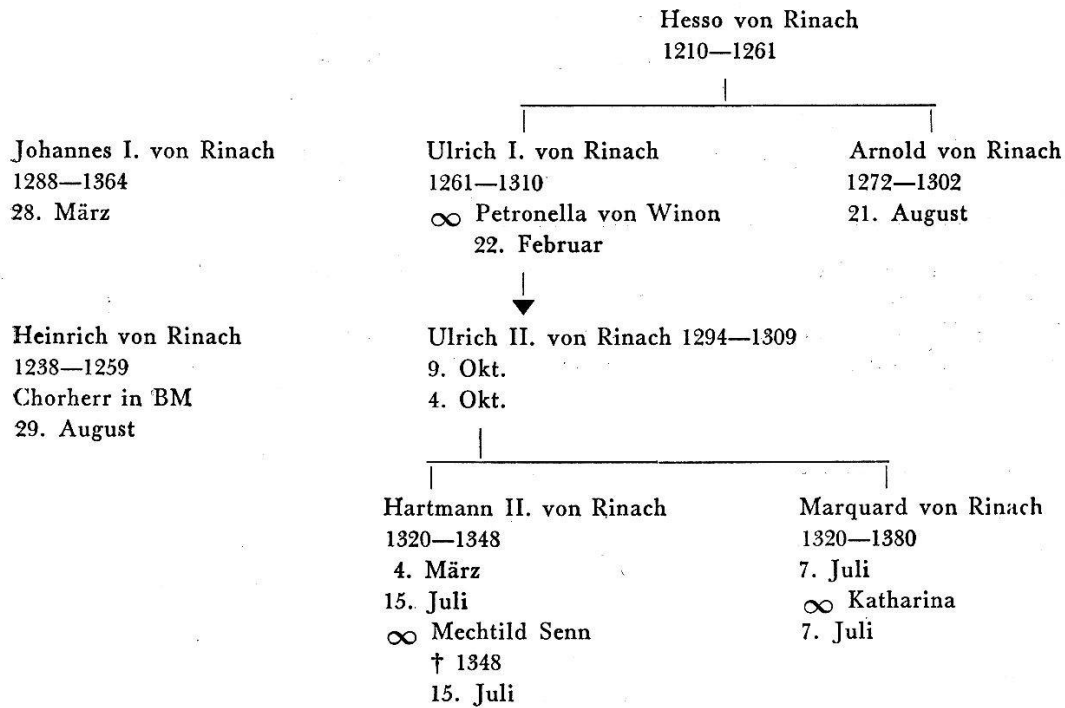 Hesso von Rinach
1210—1261
Johannes I. von Rinach
1288—1364
28. März
Ulrich I. von Rinach
1261—1310
∞ Petronella von Winon
22. Februar
Arnold von Rinach
1272—1302
21. August
Heinrich von Rinach
1238—1259
Chorherr in BM
29. August
Ulrich II. von Rinach 1294—1309
9. Okt.
4. Okt.
Hartmann II. von Rinach
1320—1348
4. März
15. Juli
∞ Mechtild Senn
† 1348
15. Juli
Marquard von Rinach
1320—1380
7. Juli
∞ Katharina
7. Juli